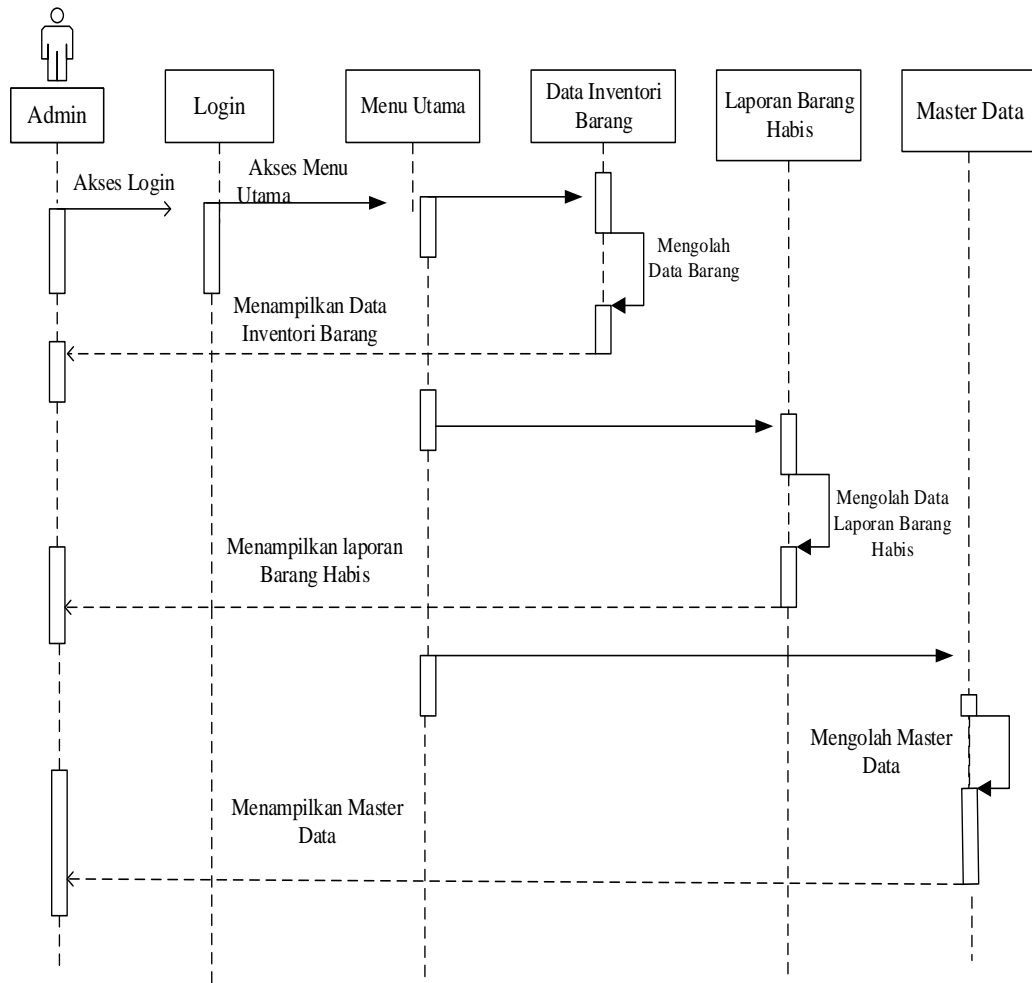 Admin
Login
Menu Utama
Data Inventori
Barang
Laporan Barang
Habis
Master Data
Akses Login
Akses Menu
Utama
Mengolah
Data Barang
Menampilkan Data
Inventori Barang
Mengolah Data
Laporan Barang
Habis
Menampilkan laporan
Barang Habis
Mengolah Master
Data
Menampilkan Master
Data